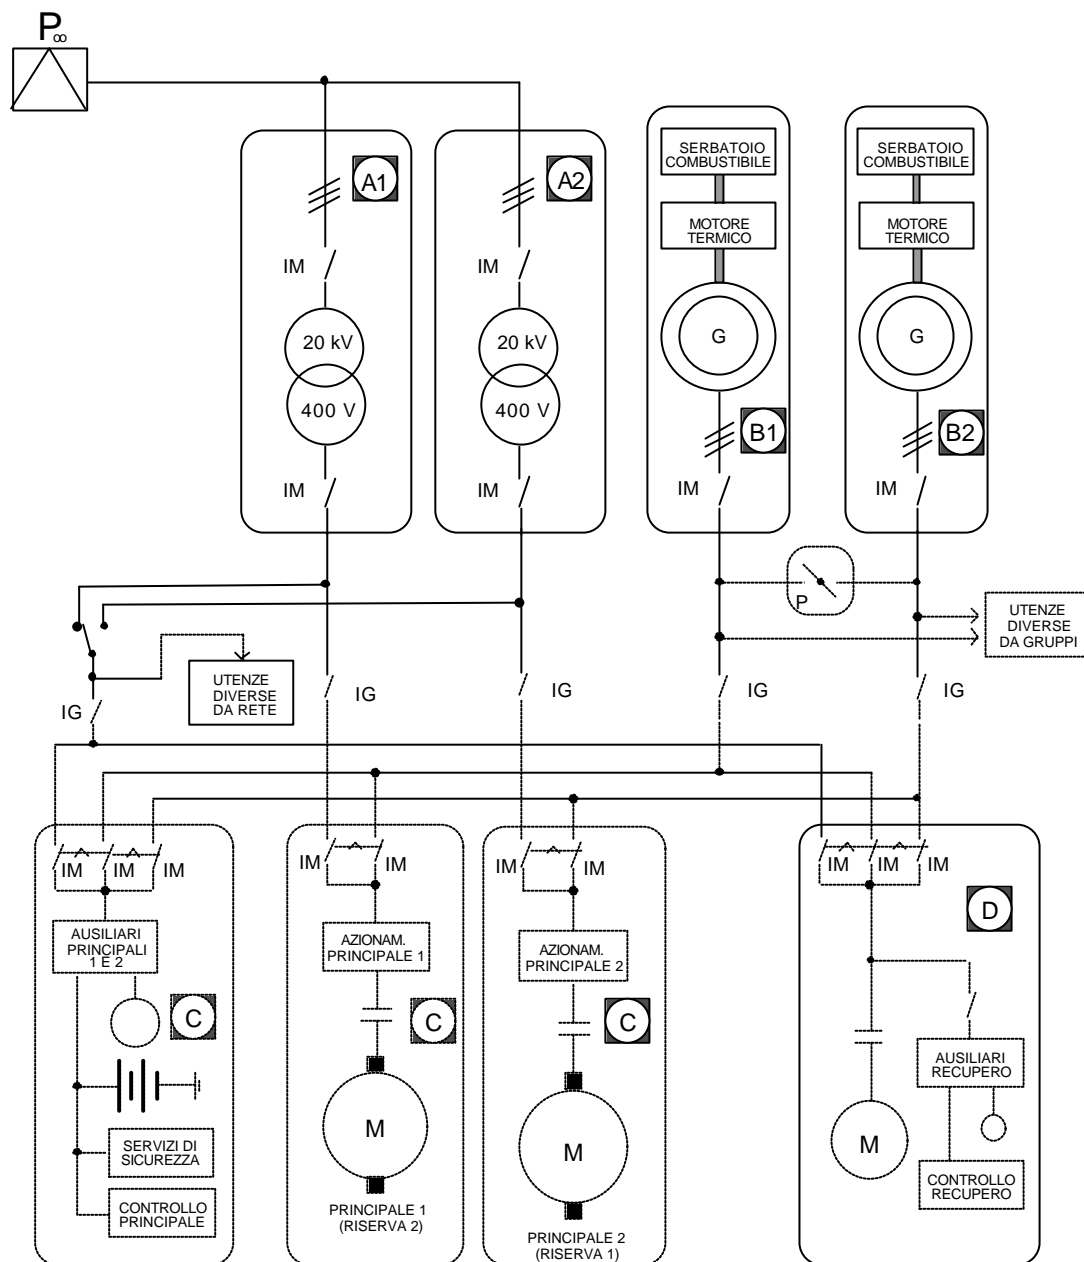 P∞
A1
A2
SERBATOIO
COMBUSTIBILE
SERBATOIO
COMBUSTIBILE
MOTORE
TERMICO
MOTORE
TERMICO
IM
IM
20 kV
20 kV
G
G
400 V
400 V
B1
B2
IM
IM
IM
IM
P
UTENZE
DIVERSE
DA GRUPPI
UTENZE
DIVERSE
DA RETE
IG
IG
IG
IG
IG
IM
IM
IM
IM
IM
IM
IM
IM
IM
IM
D
AUSILIARI
PRINCIPALI
1 E 2
AZIONAM.
PRINCIPALE 1
AZIONAM.
PRINCIPALE 2
C
C
C
AUSILIARI
RECUPERO
M
M
M
SERVIZI DI
SICUREZZA
CONTROLLO
PRINCIPALE
CONTROLLO
RECUPERO
PRINCIPALE 1
(RISERVA 2)
PRINCIPALE 2
(RISERVA 1)